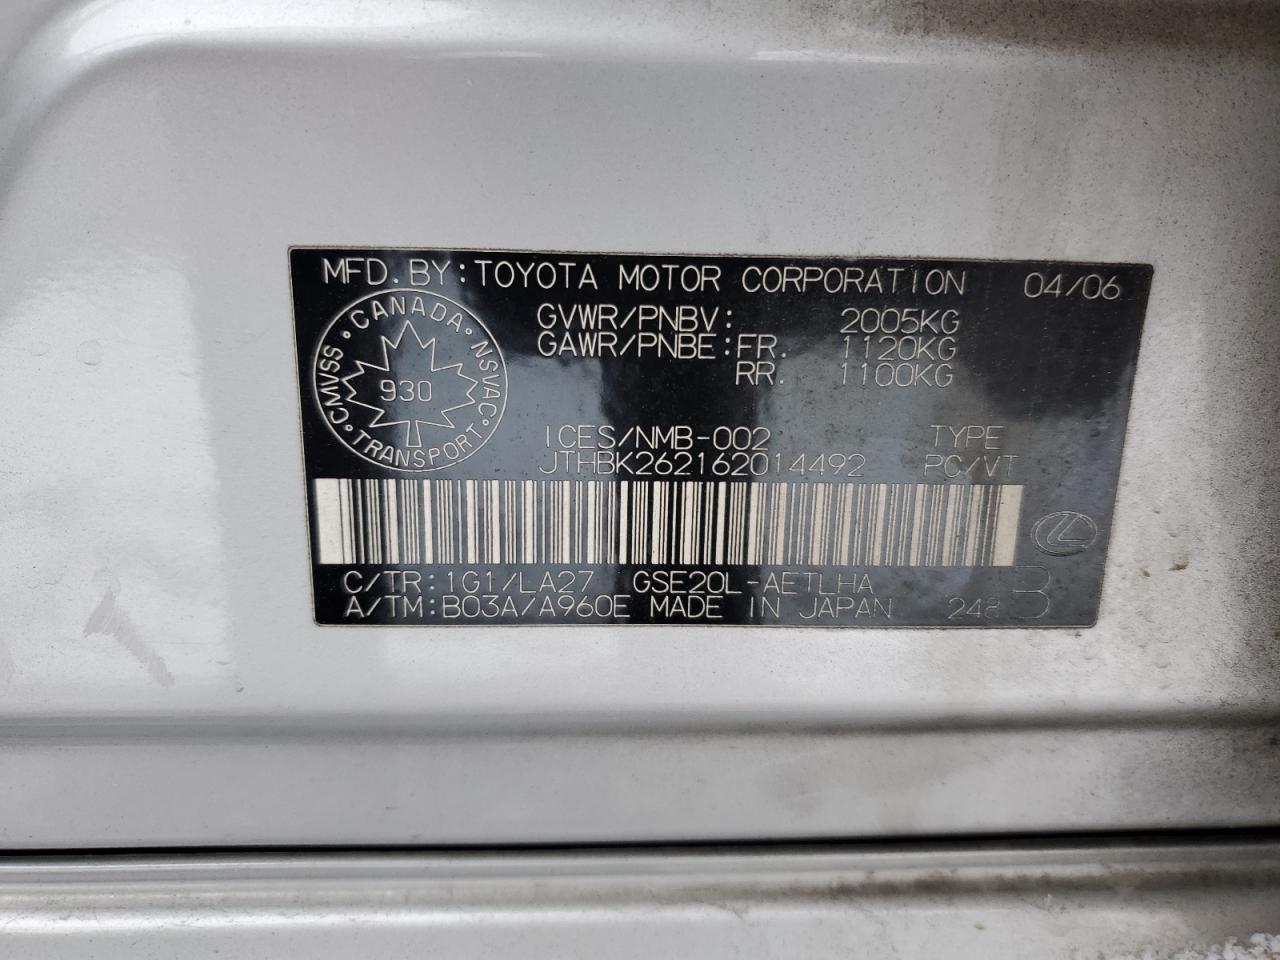 MFD. BY: TOYOTA MOTOR CORPORATION 04/06
GVWR/PNBV: 2005KG
GAWR/PNBE: FR. 1120KG
RR. 1100KG
CANADA · NSVAC · TRANSPORT · CMVSS
930
ICES/NMB-002 TYPE
JTHBK262162014492 PC/VT
C/TR: 1G1/LA27 GSE20L-AETLHA
A/TM: B03A/A960E MADE IN JAPAN 248 B